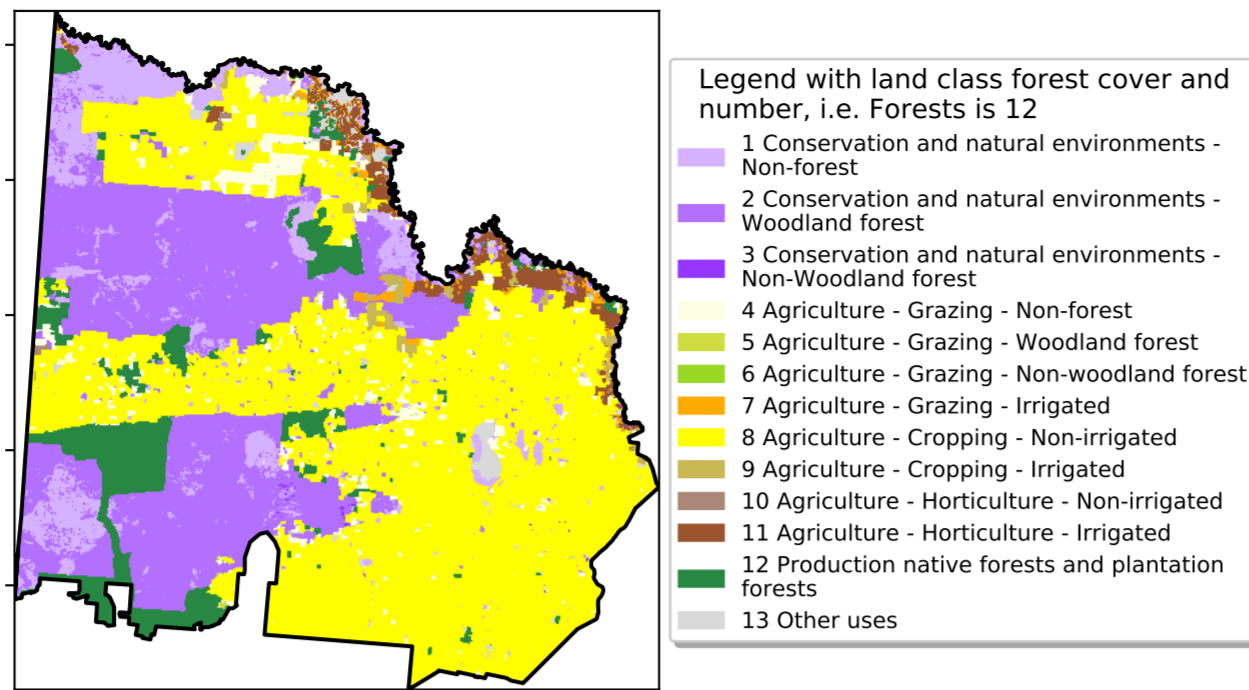 Legend with land class forest cover and
number, i.e. Forests is 12
1 Conservation and natural environments -
Non-forest
2 Conservation and natural environments -
Woodland forest
3 Conservation and natural environments -
Non-Woodland forest
4 Agriculture - Grazing - Non-forest
5 Agriculture - Grazing - Woodland forest
6 Agriculture - Grazing - Non-woodland forest
7 Agriculture - Grazing - Irrigated
8 Agriculture - Cropping - Non-irrigated
9 Agriculture - Cropping - Irrigated
10 Agriculture - Horticulture - Non-irrigated
11 Agriculture - Horticulture - Irrigated
12 Production native forests and plantation
forests
13 Other uses